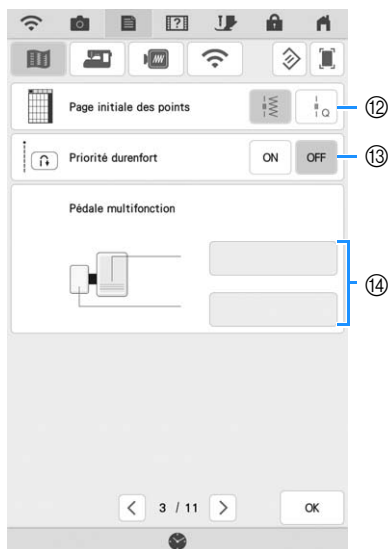 Page initiale des points
Q
⑫
Priorité durenfort
ON
OFF
⑬
Pédale multifonction
⑭
< 3 / 11 >
OK